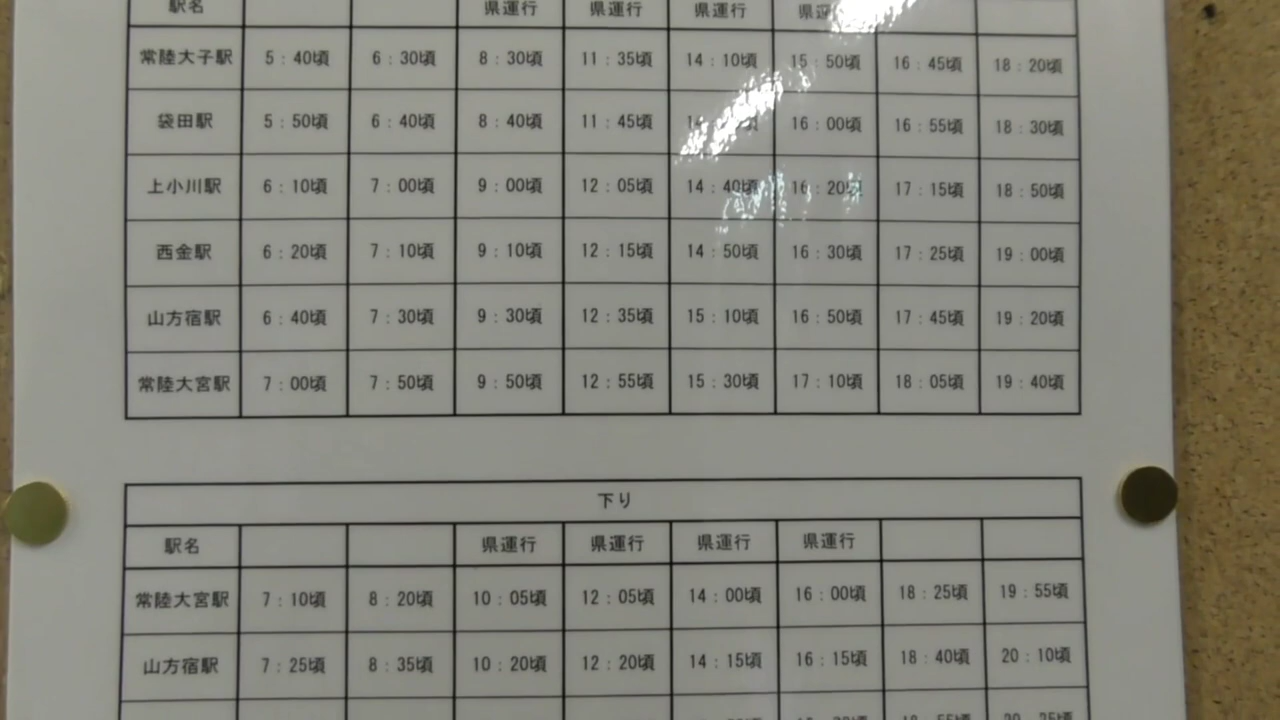 駅名 県運行 県運行 県運行 県運
常陸大子駅 5:40頃 6:30頃 8:30頃 11:35頃 14:10頃 15:50頃 16:45頃 18:20頃
袋田駅 5:50頃 6:40頃 8:40頃 11:45頃 16:00頃 16:55頃 18:30頃
上小川駅 6:10頃 7:00頃 9:00頃 12:05頃 14:40頃 16:20頃 17:15頃 18:50頃
西金駅 6:20頃 7:10頃 9:10頃 12:15頃 14:50頃 16:30頃 17:25頃 19:00頃
山方宿駅 6:40頃 7:30頃 9:30頃 12:35頃 15:10頃 16:50頃 17:45頃 19:20頃
常陸大宮駅 7:00頃 7:50頃 9:50頃 12:55頃 15:30頃 17:10頃 18:05頃 19:40頃
下り
駅名 県運行 県運行 県運行 県運行
常陸大宮駅 7:10頃 8:20頃 10:05頃 12:05頃 14:00頃 16:00頃 18:25頃 19:55頃
山方宿駅 7:25頃 8:35頃 10:20頃 12:20頃 14:15頃 16:15頃 18:40頃 20:10頃